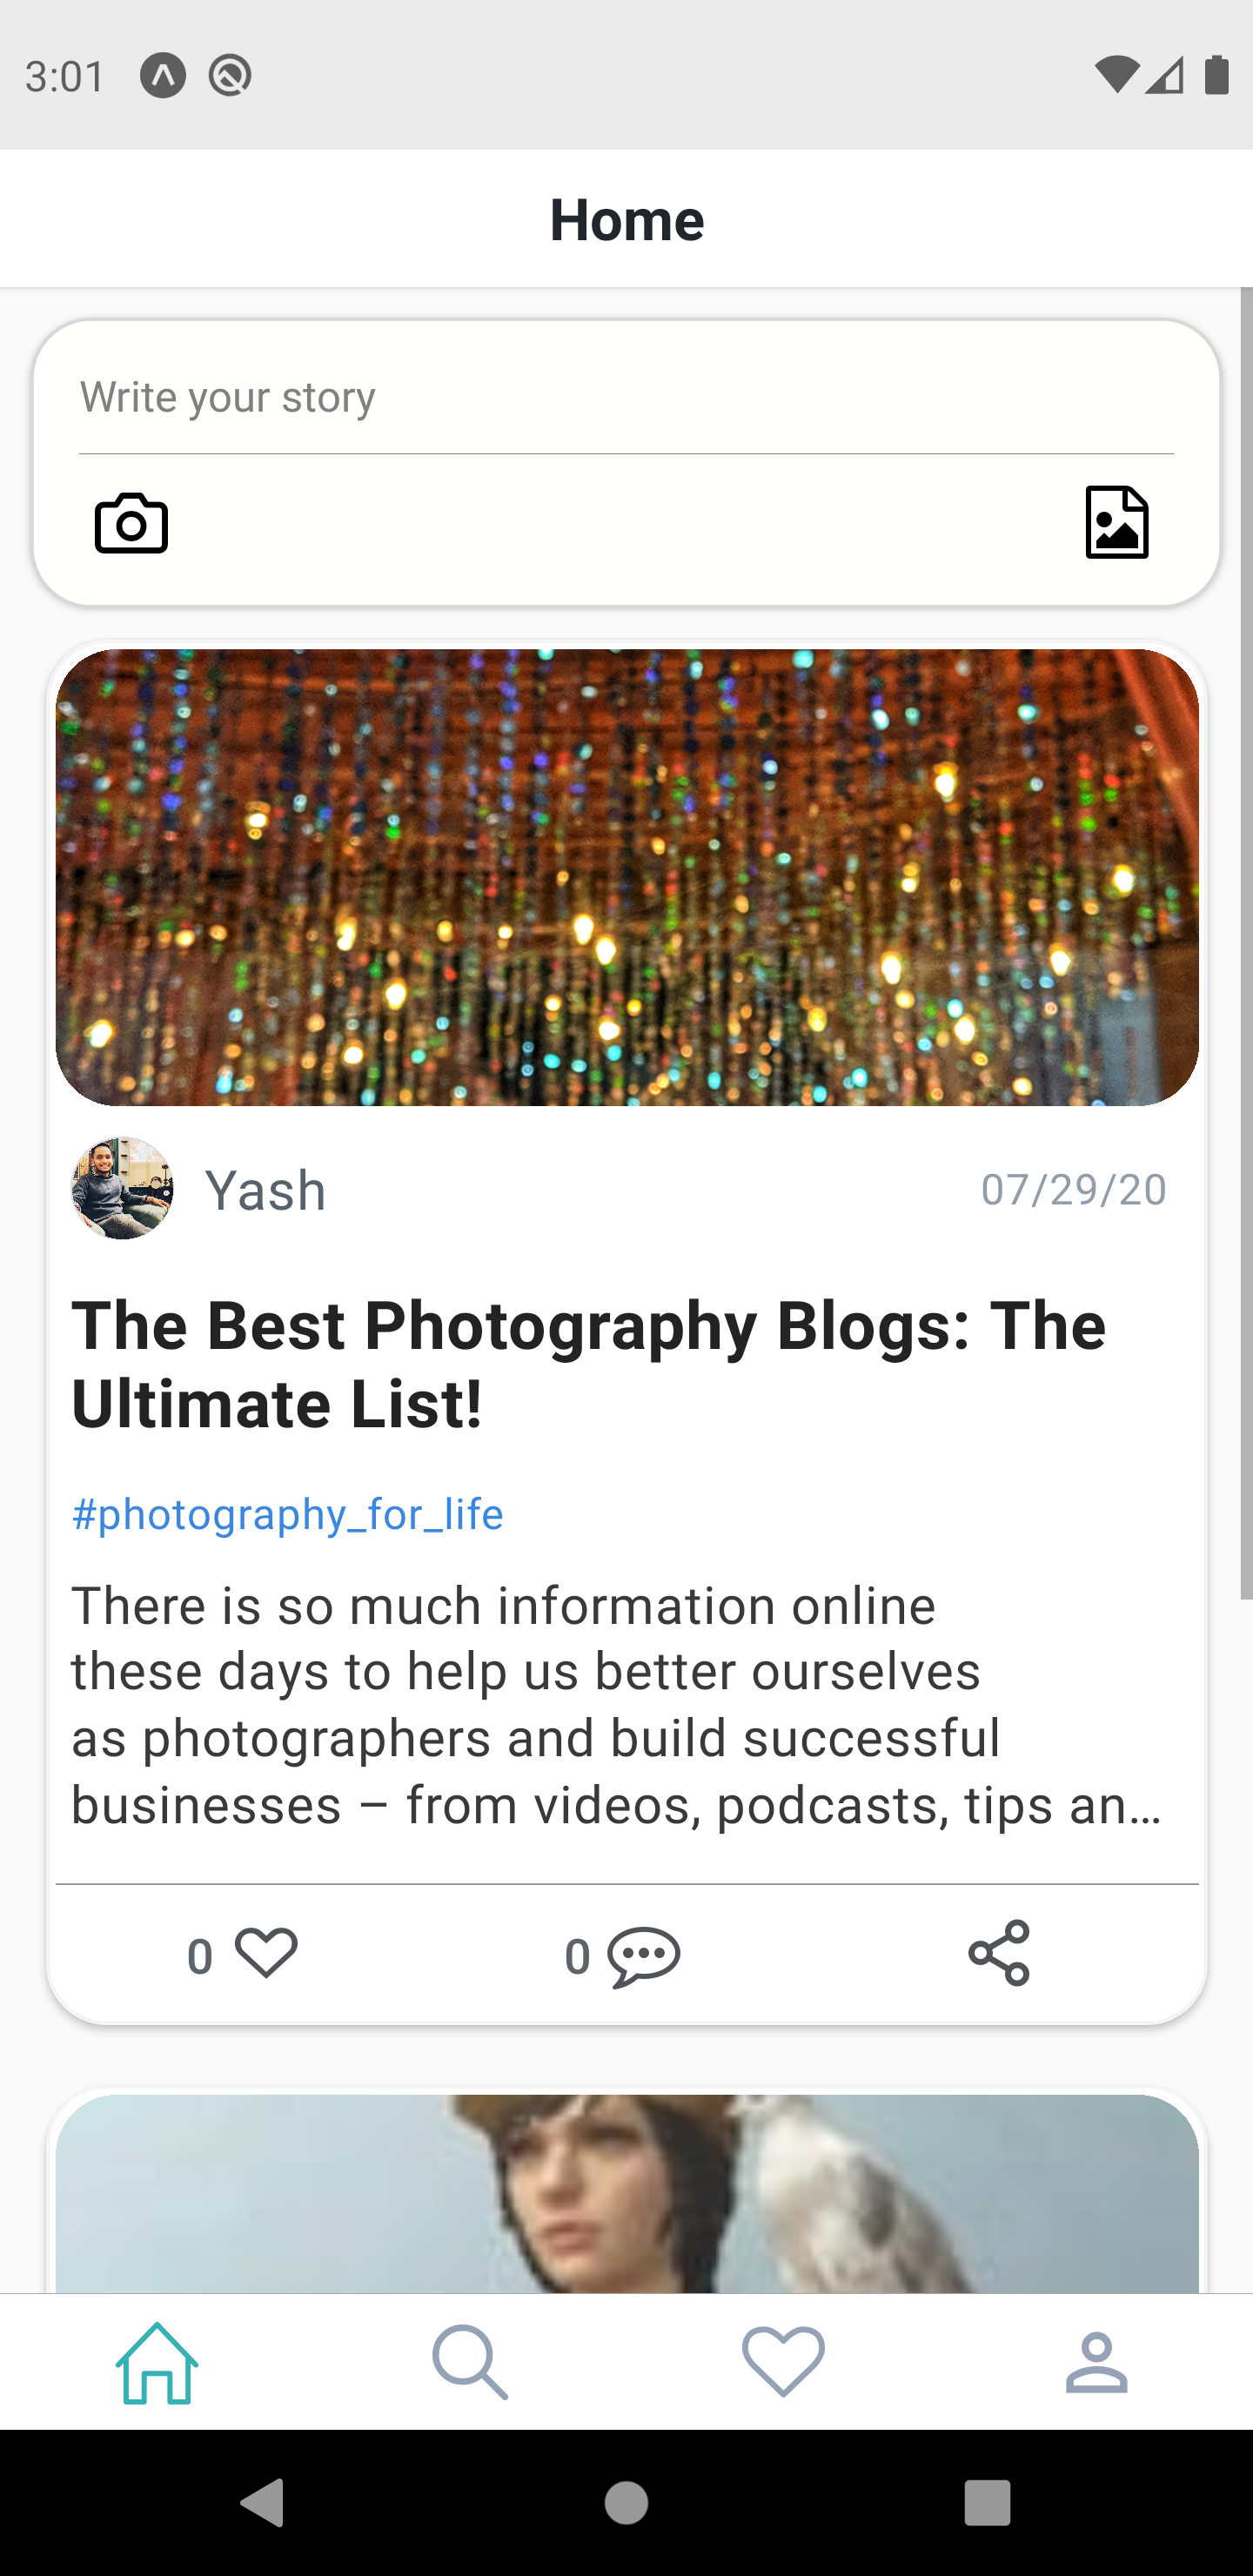 3:01
Home
Write your story
Yash
07/29/20
The Best Photography Blogs: The
Ultimate List!
#photography_for_life
There is so much information online
these days to help us better ourselves
as photographers and build successful
businesses – from videos, podcasts, tips an…
0
0